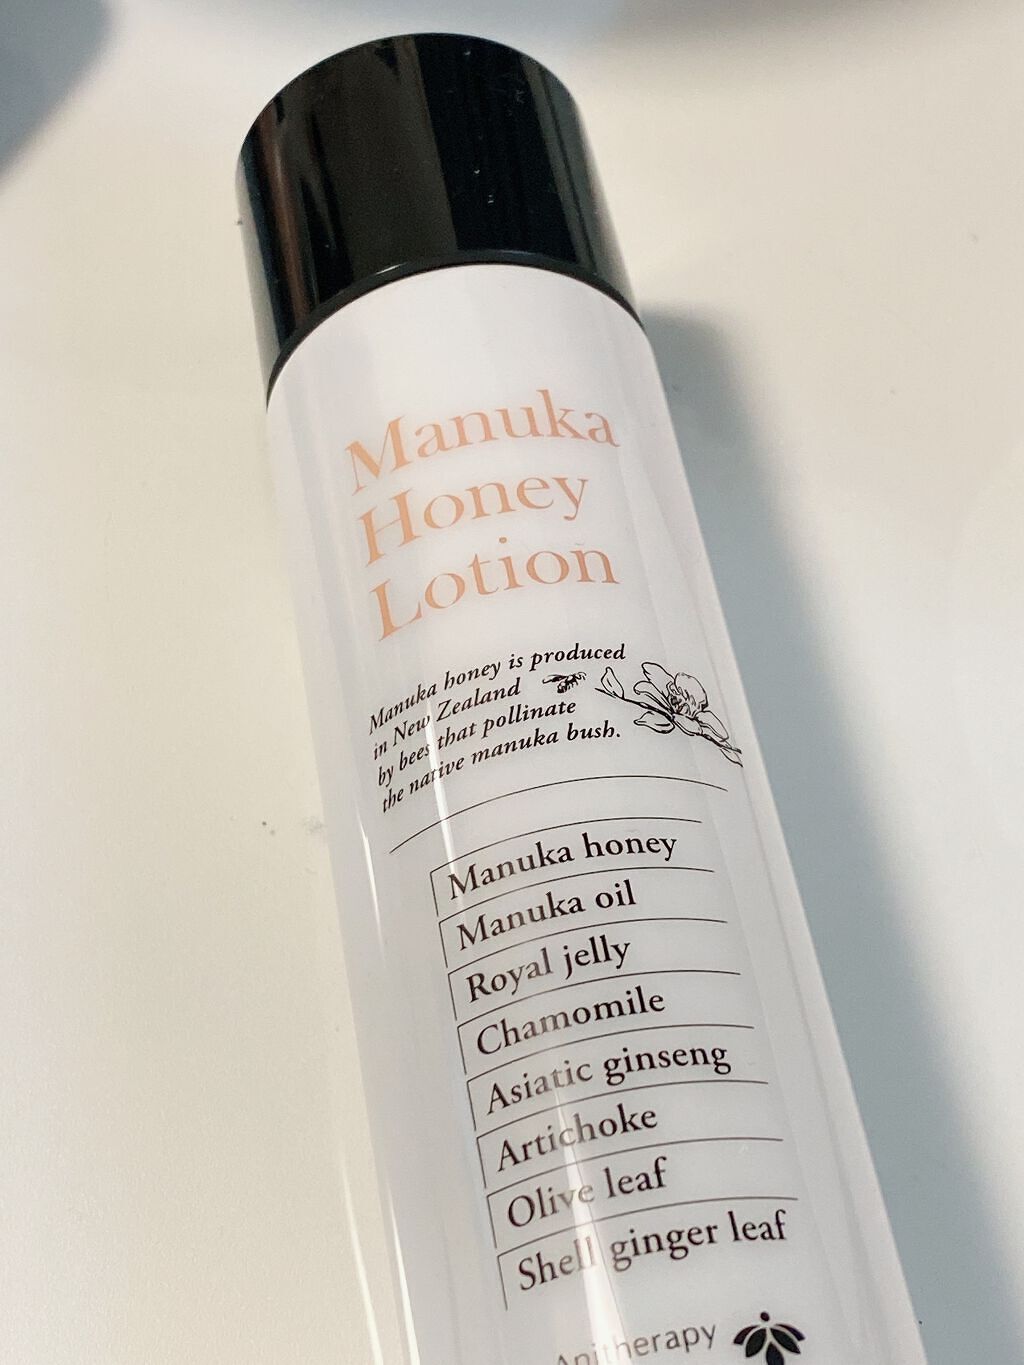 Manuka
Honey
Lotion
Manuka honey is produced
in New Zealand
by bees that pollinate
the native manuka bush.
Manuka honey
Manuka oil
Royal jelly
Chamomile
Asiatic ginseng
Artichoke
Olive leaf
Shell ginger leaf
Apitherapy